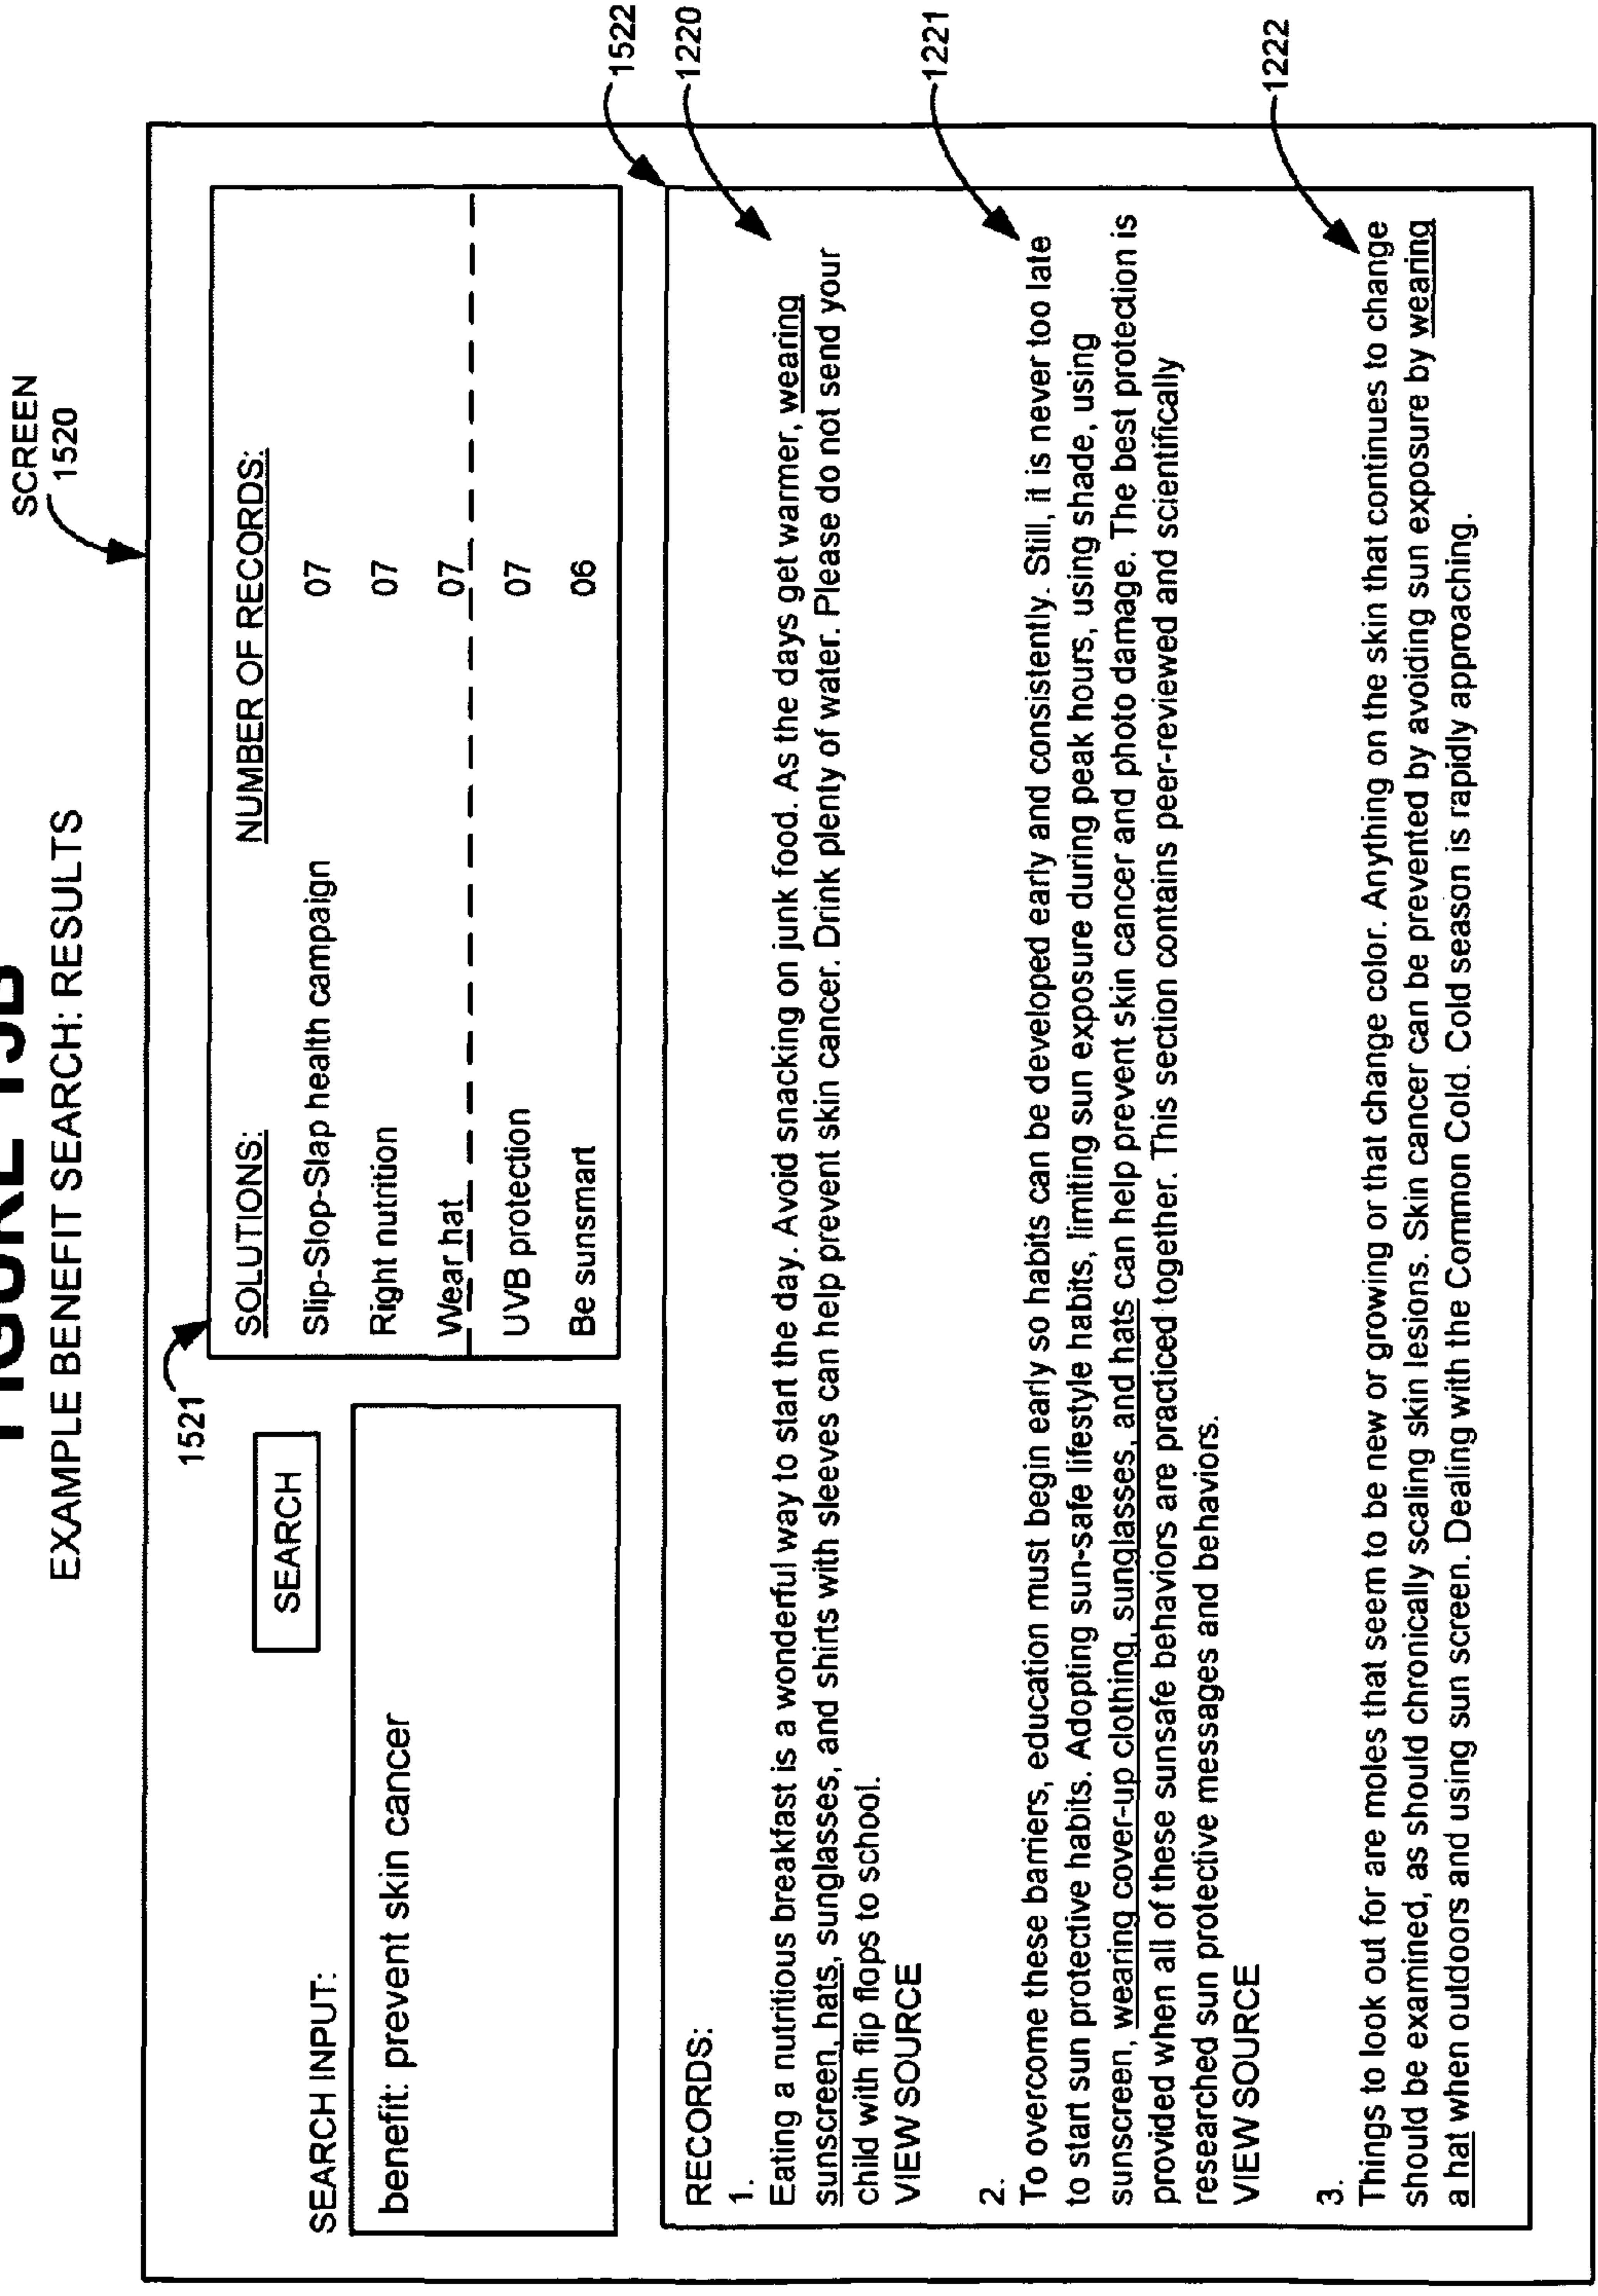 EXAMPLE BENEFIT SEARCH: RESULTS
SCREEN
1520
SEARCH INPUT:
SEARCH
benefit: prevent skin cancer
1521
SOLUTIONS: NUMBER OF RECORDS:
Slip-Slop-Slap health campaign 07
Right nutrition 07
Wear hat 07
UVB protection 07
Be sunsmart 06
1522
RECORDS:
1220
1.
Eating a nutritious breakfast is a wonderful way to start the day. Avoid snacking on junk food. As the days get warmer, wearing
sunscreen, hats, sunglasses, and shirts with sleeves can help prevent skin cancer. Drink plenty of water. Please do not send your
child with flip flops to school.
VIEW SOURCE
1221
2.
To overcome these barriers, education must begin early so habits can be developed early and consistently. Still, it is never too late
to start sun protective habits. Adopting sun-safe lifestyle habits, limiting sun exposure during peak hours, using shade, using
sunscreen, wearing cover-up clothing, sunglasses, and hats can help prevent skin cancer and photo damage. The best protection is
provided when all of these sunsafe behaviors are practiced together. This section contains peer-reviewed and scientifically
researched sun protective messages and behaviors.
VIEW SOURCE
1222
3.
Things to look out for are moles that seem to be new or growing or that change color. Anything on the skin that continues to change
should be examined, as should chronically scaling skin lesions. Skin cancer can be prevented by avoiding sun exposure by wearing
a hat when outdoors and using sun screen. Dealing with the Common Cold. Cold season is rapidly approaching.